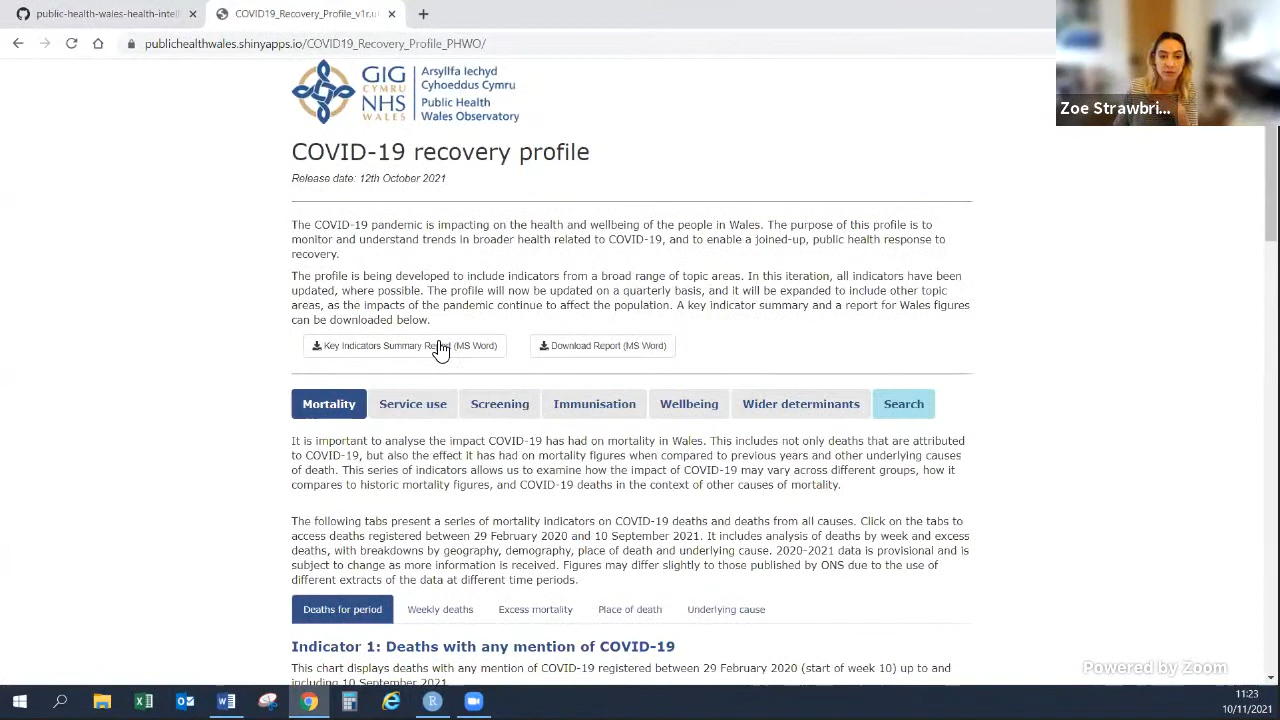 public-health-wales-health-intell
COVID19_Recovery_Profile_v1r.u
publichealthwales.shinyapps.io/COVID19_Recovery_Profile_PHWO/
Zoe Strawbri...
GIG
CYMRU
NHS
WALES
Arsyllfa Iechyd
Cyhoeddus Cymru
Public Health
Wales Observatory
COVID-19 recovery profile
Release date: 12th October 2021
The COVID-19 pandemic is impacting on the health and wellbeing of the people in Wales. The purpose of this profile is to
monitor and understand trends in broader health related to COVID-19, and to enable a joined-up, public health response to
recovery.
The profile is being developed to include indicators from a broad range of topic areas. In this iteration, all indicators have been
updated, where possible. The profile will now be updated on a quarterly basis, and it will be expanded to include other topic
areas, as the impacts of the pandemic continue to affect the population. A key indicator summary and a report for Wales figures
can be downloaded below.
Key Indicators Summary Report (MS Word)
Download Report (MS Word)
Mortality
Service use
Screening
Immunisation
Wellbeing
Wider determinants
Search
It is important to analyse the impact COVID-19 has had on mortality in Wales. This includes not only deaths that are attributed
to COVID-19, but also the effect it has had on mortality figures when compared to previous years and other underlying causes
of death. This series of indicators allows us to examine how the impact of COVID-19 may vary across different groups, how it
compares to historic mortality figures, and COVID-19 deaths in the context of other causes of mortality.
The following tabs present a series of mortality indicators on COVID-19 deaths and deaths from all causes. Click on the tabs to
access deaths registered between 29 February 2020 and 10 September 2021. It includes analysis of deaths by week and excess
deaths, with breakdowns by geography, demography, place of death and underlying cause. 2020-2021 data is provisional and is
subject to change as more information is received. Figures may differ slightly to those published by ONS due to the use of
different extracts of the data at different time periods.
Deaths for period
Weekly deaths
Excess mortality
Place of death
Underlying cause
Indicator 1: Deaths with any mention of COVID-19
This chart displays deaths with any mention of COVID-19 registered between 29 February 2020 (start of week 10) up to and
including 10 September 2021.
Powered by Zoom
11:23
10/11/2021